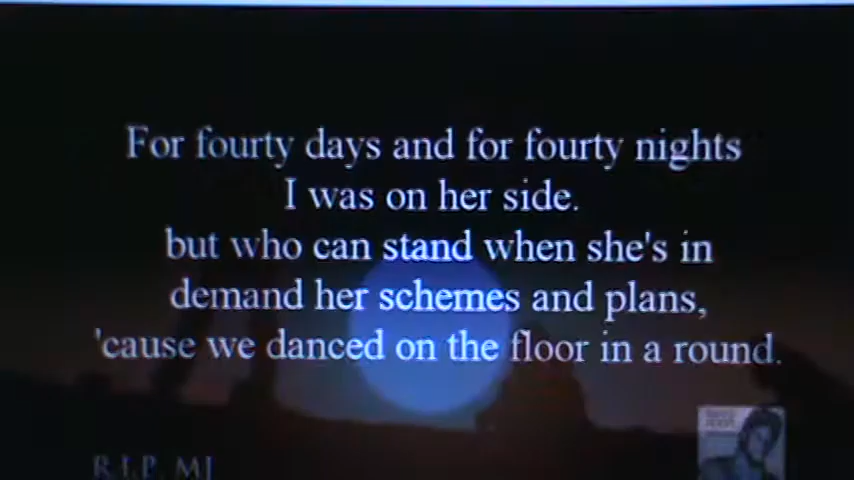 For fourty days and for fourty nights
I was on her side.
but who can stand when she's in
demand her schemes and plans,
'cause we danced on the floor in a round.
R.I.P. MJ